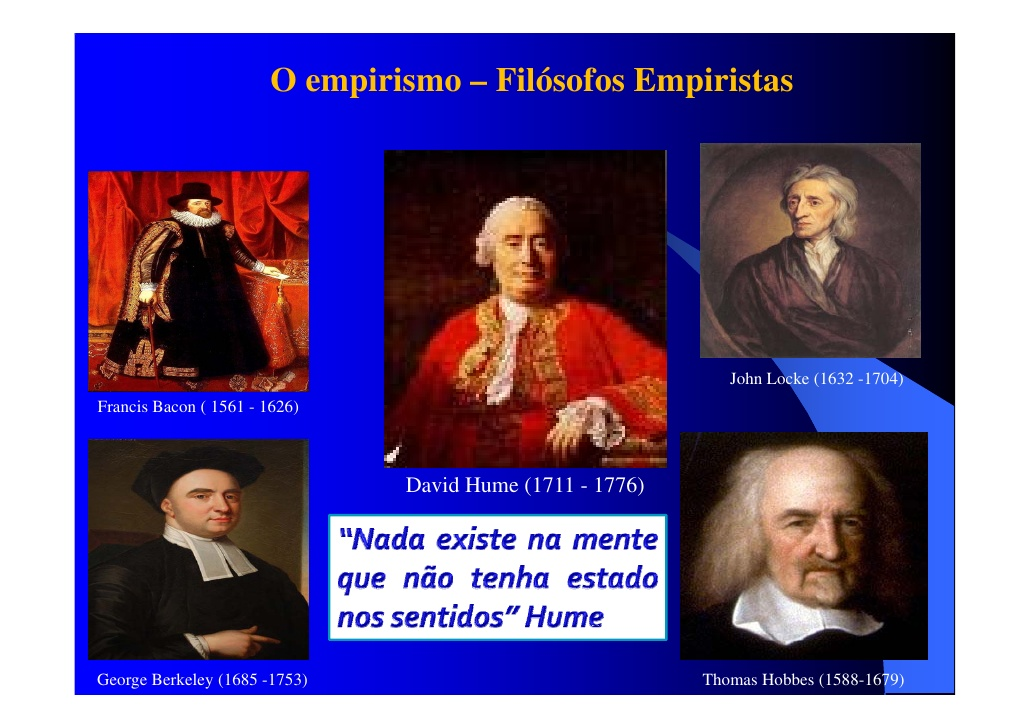 O empirismo – Filósofos Empiristas
Francis Bacon ( 1561 - 1626)
David Hume (1711 - 1776)
John Locke (1632 -1704)
“Nada existe na mente
que não tenha estado
nos sentidos” Hume
George Berkeley (1685 -1753)
Thomas Hobbes (1588-1679)